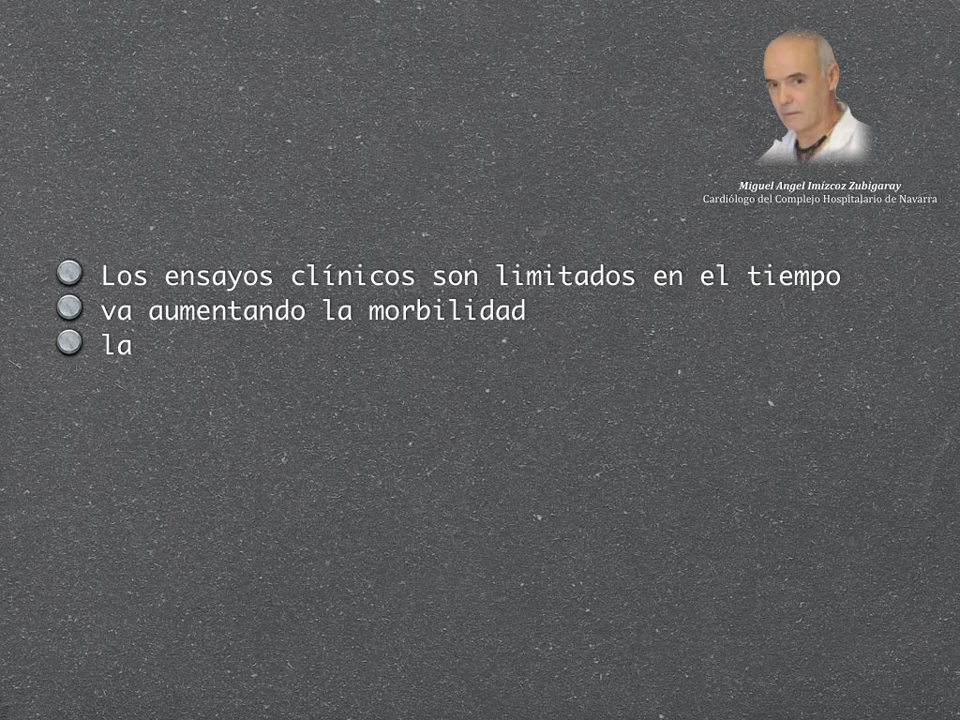 Miguel Angel Imízcoz Zubigaray
Cardiólogo del Complejo Hospitalario de Navarra
Los ensayos clínicos son limitados en el tiempo
va aumentando la morbilidad
la